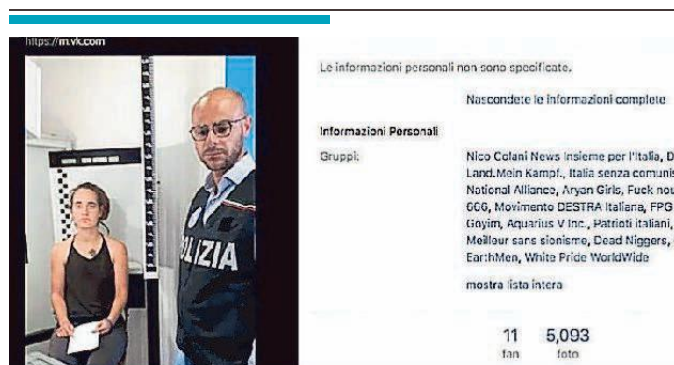 https://m.vk.com
POLIZIA
Le informazioni personali non sono specificate.
Nascondete le informazioni complete
Informazioni Personali
Gruppi:
Nico Colani News Insieme per l'Italia, D
Land.Mein Kampf., Italia senza comunis
National Alliance, Aryan Girls, Fuck nou
666, Movimento DESTRA Italiana, FPG
Goyim, Aquarius V Inc., Patrioti italiani,
Meilleur sans sionisme, Dead Niggers,
EarthMen, White Pride WorldWide
mostra lista intera
11
fan
5,093
foto